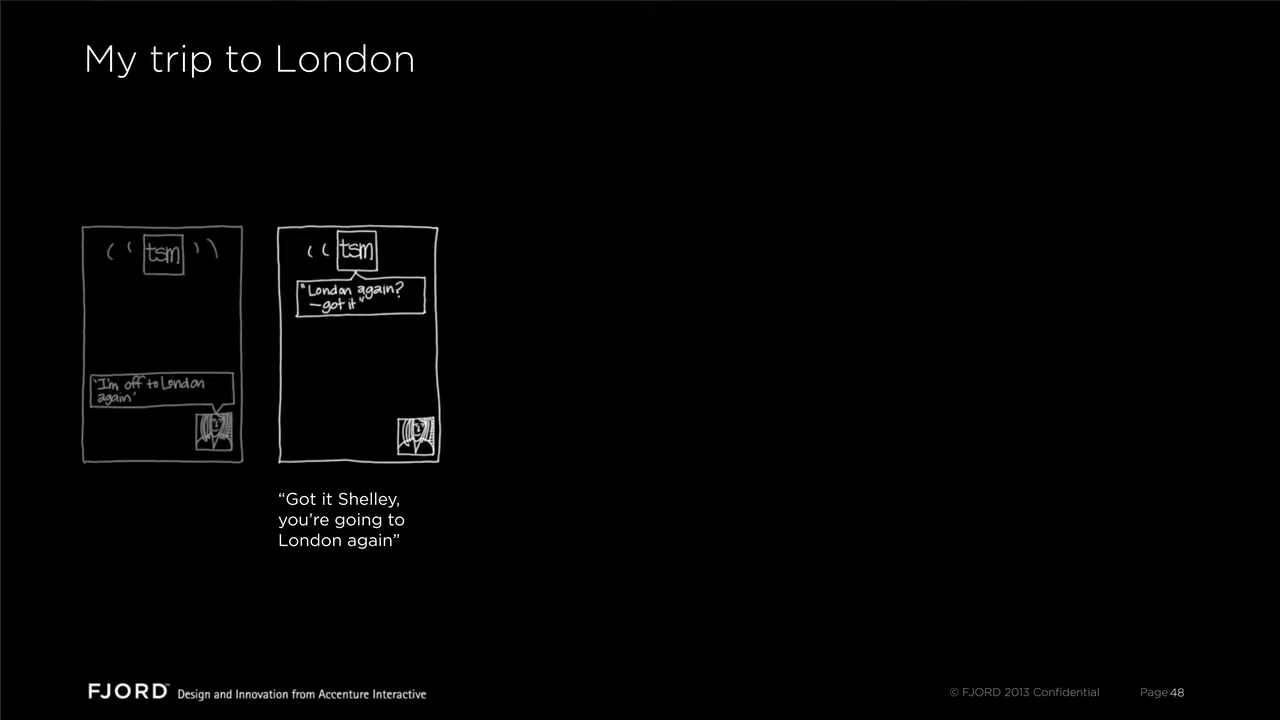 My trip to London
tsm
"I'm off to London
again"
tsm
"London again?
—got it"
“Got it Shelley,
you’re going to
London again”
FJORD™ Design and Innovation from Accenture Interactive
© FJORD 2013 Confidential
Page 48